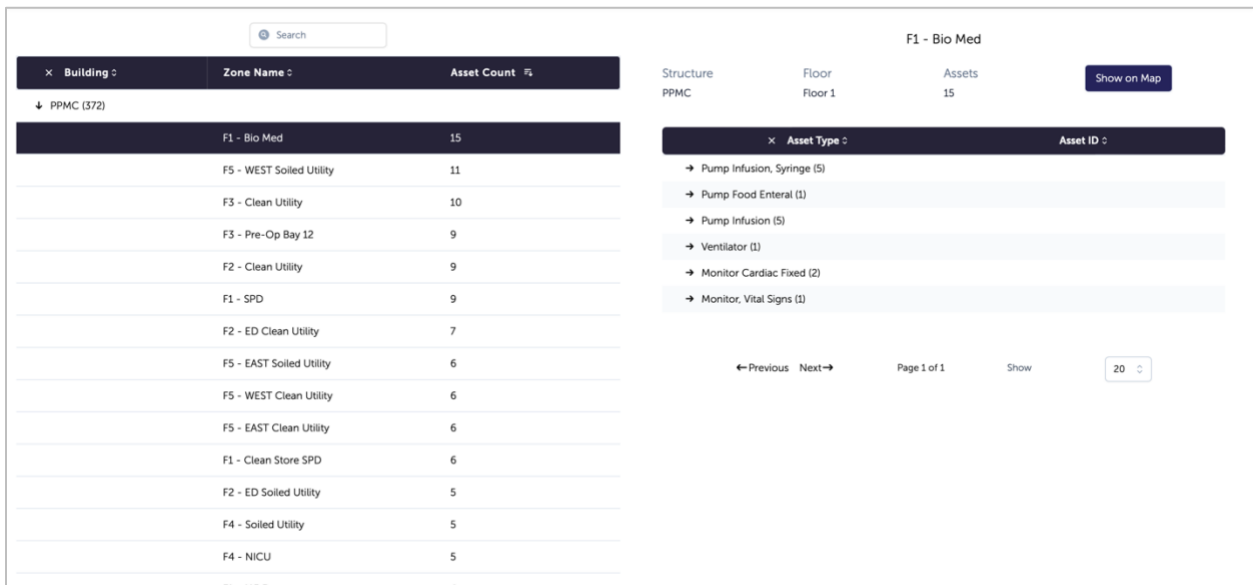 Search
× Building Zone Name Asset Count
↓ PPMC (372)
F1 - Bio Med 15
F5 - WEST Soiled Utility 11
F3 - Clean Utility 10
F3 - Pre-Op Bay 12 9
F2 - Clean Utility 9
F1 - SPD 9
F2 - ED Clean Utility 7
F5 - EAST Soiled Utility 6
F5 - WEST Clean Utility 6
F5 - EAST Clean Utility 6
F1 - Clean Store SPD 6
F2 - ED Soiled Utility 5
F4 - Soiled Utility 5
F4 - NICU 5
F1 - Bio Med
Structure Floor Assets
PPMC Floor 1 15
Show on Map
× Asset Type Asset ID
→ Pump Infusion, Syringe (5)
→ Pump Food Enteral (1)
→ Pump Infusion (5)
→ Ventilator (1)
→ Monitor Cardiac Fixed (2)
→ Monitor, Vital Signs (1)
←Previous Next→ Page 1 of 1 Show 20